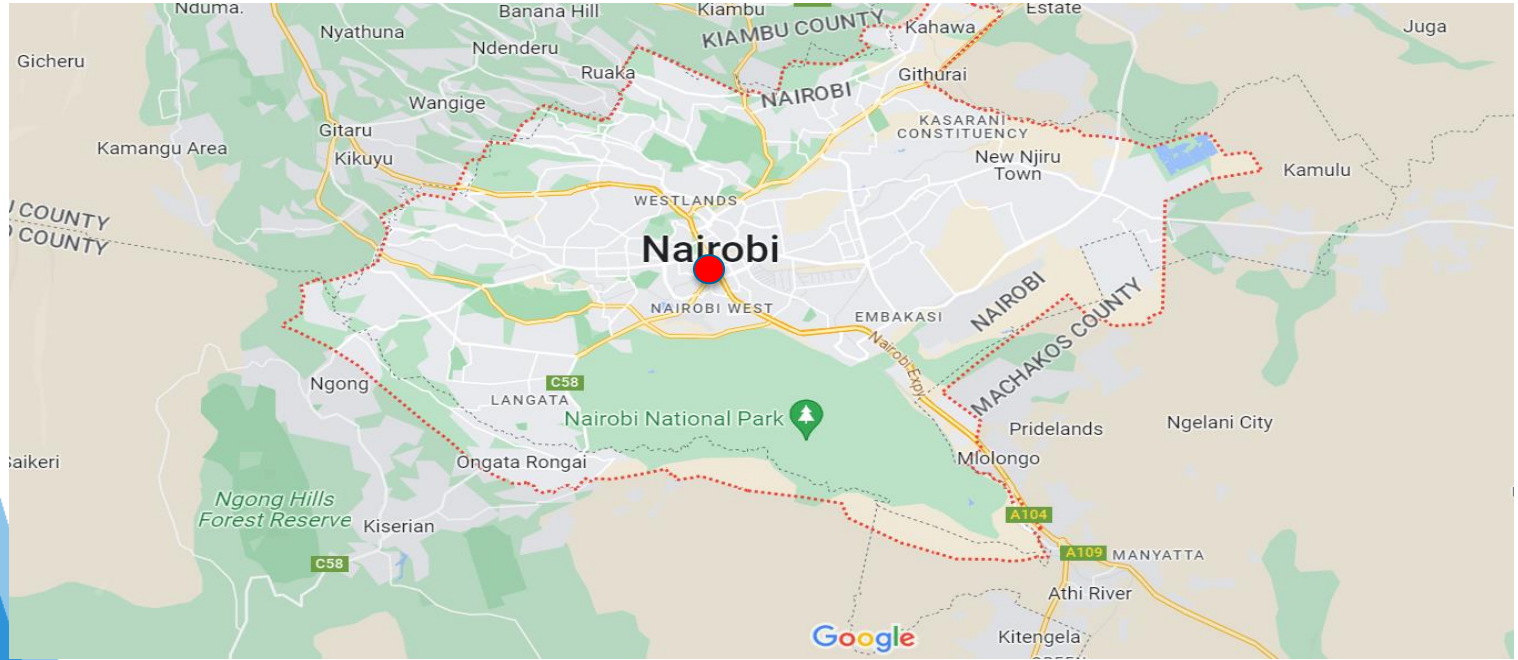 Nduma.
Banana Hill
Kiambu
Estate
Nyathuna
KIAMBU COUNTY
Kahawa
Juga
Ndenderu
Gicheru
Ruaka
Githurai
Wangige
NAIROBI
KASARANI
CONSTITUENCY
Gitaru
Kamangu Area
Kikuyu
New Njiru
Town
Kamulu
WESTLANDS
U COUNTY
O COUNTY
Nairobi
NAIROBI WEST
EMBAKASI
NAIROBI
MACHAKOS COUNTY
Nairobi Expy
Ngong
C58
LANGATA
Nairobi National Park
Ngelani City
Pridelands
Saikeri
Ongata Rongai
Mlolongo
Ngong Hills
Forest Reserve
Kiserian
A104
C58
A109
MANYATTA
Athi River
Google
Kitengela